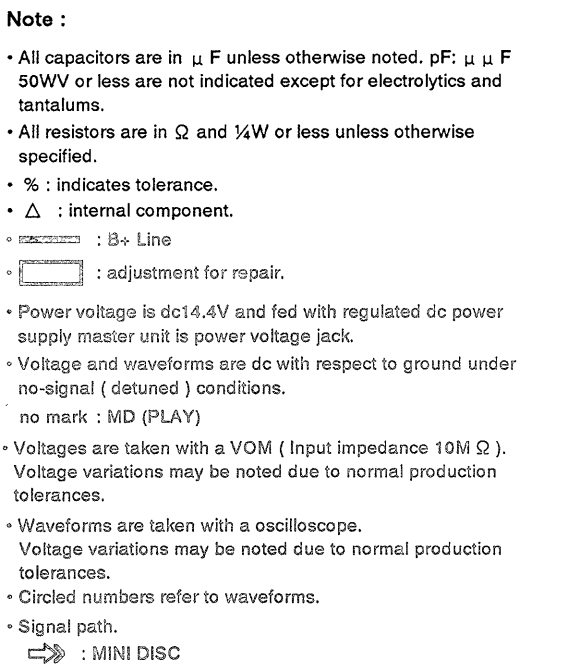 Note :
• All capacitors are in μ F unless otherwise noted. pF: μ μ F
50WV or less are not indicated except for electrolytics and
tantalums.
• All resistors are in Ω and ¼W or less unless otherwise
specified.
• % : indicates tolerance.
• △ : internal component.
• : B+ Line
• : adjustment for repair.
• Power voltage is dc14.4V and fed with regulated dc power
supply master unit is power voltage jack.
• Voltage and waveforms are dc with respect to ground under
no-signal ( detuned ) conditions.
no mark : MD (PLAY)
• Voltages are taken with a VOM ( Input impedance 10M Ω ).
Voltage variations may be noted due to normal production
tolerances.
• Waveforms are taken with a oscilloscope.
Voltage variations may be noted due to normal production
tolerances.
• Circled numbers refer to waveforms.
• Signal path.
: MINI DISC